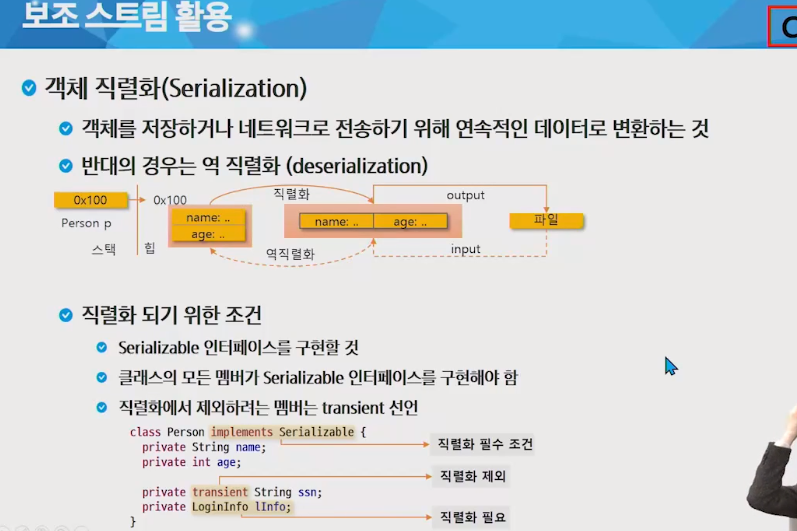 보조 스트림 활용
객체 직렬화(Serialization)
객체를 저장하거나 네트워크로 전송하기 위해 연속적인 데이터로 변환하는 것
반대의 경우는 역 직렬화 (deserialization)
0x100
0x100
직렬화
output
Person p
name: ..
age: ..
name: ..
age: ..
파일
스택
힙
역직렬화
input
직렬화 되기 위한 조건
Serializable 인터페이스를 구현할 것
클래스의 모든 멤버가 Serializable 인터페이스를 구현해야 함
직렬화에서 제외하려는 멤버는 transient 선언
class Person implements Serializable {
private String name;
직렬화 필수 조건
private int age;
직렬화 제외
private transient String ssn;
private LoginInfo lInfo;
직렬화 필요
}